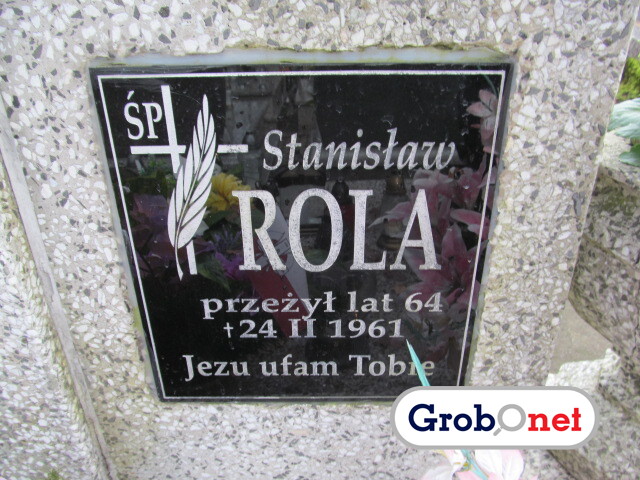 ŚP
Stanisław
ROLA
przeżył lat 64
† 24 II 1961
Jezu ufam Tobie
GrobOnet